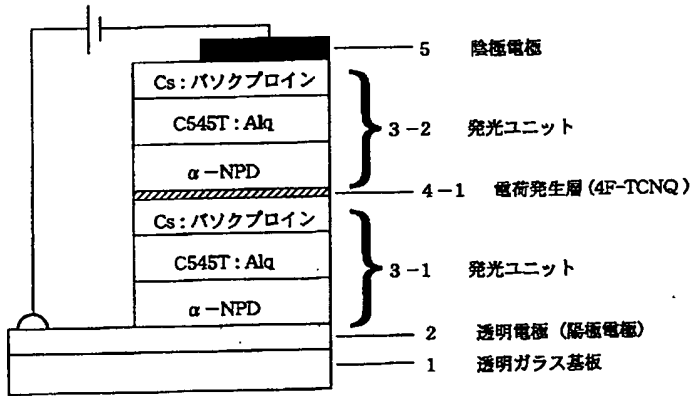 5 陰極電極
Cs : バソクプロイン
C545T : Alq
3-2 発光ユニット
α-NPD
4-1 電荷発生層 (4F-TCNQ)
Cs : バソクプロイン
C545T : Alq
3-1 発光ユニット
α-NPD
2 透明電極 (陽極電極)
1 透明ガラス基板